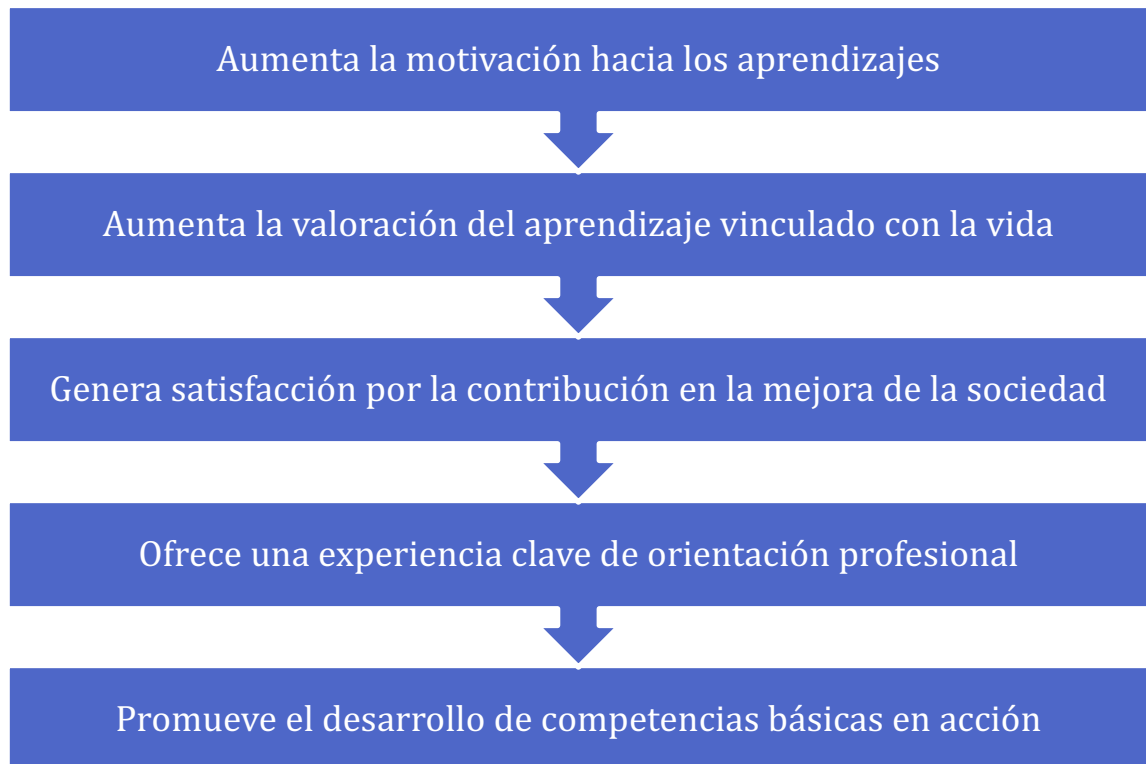 Aumenta la motivación hacia los aprendizajes
Aumenta la valoración del aprendizaje vinculado con la vida
Genera satisfacción por la contribución en la mejora de la sociedad
Ofrece una experiencia clave de orientación profesional
Promueve el desarrollo de competencias básicas en acción